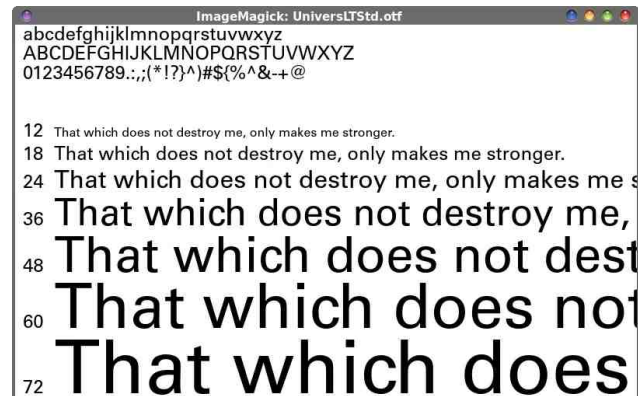 ImageMagick: UniversLTStd.otf
abcdefghijklmnopqrstuvwxyz
ABCDEFGHIJKLMNOPQRSTUVWXYZ
0123456789.:,;(*!?}^)#${%^&-+@
12 That which does not destroy me, only makes me stronger.
18 That which does not destroy me, only makes me stronger.
24 That which does not destroy me, only makes me s
36 That which does not destroy me,
48 That which does not dest
60 That which does not
72 That which does